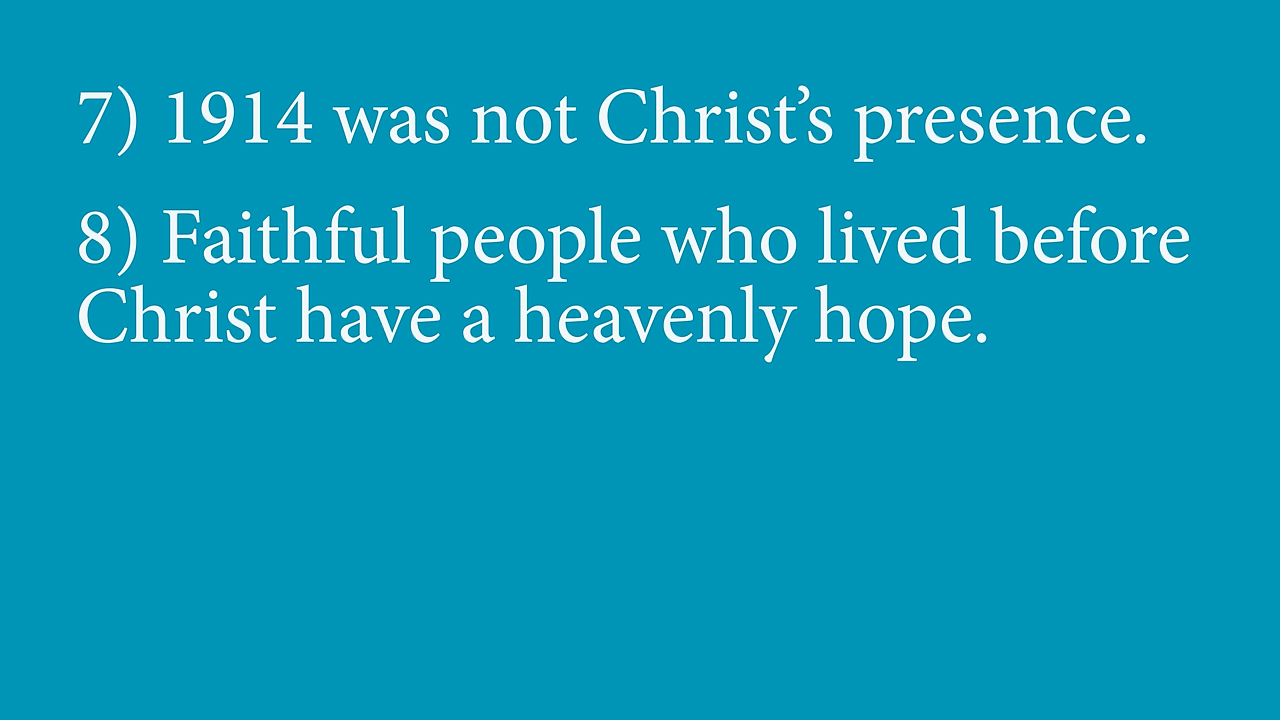 7) 1914 was not Christ’s presence.
8) Faithful people who lived before
Christ have a heavenly hope.